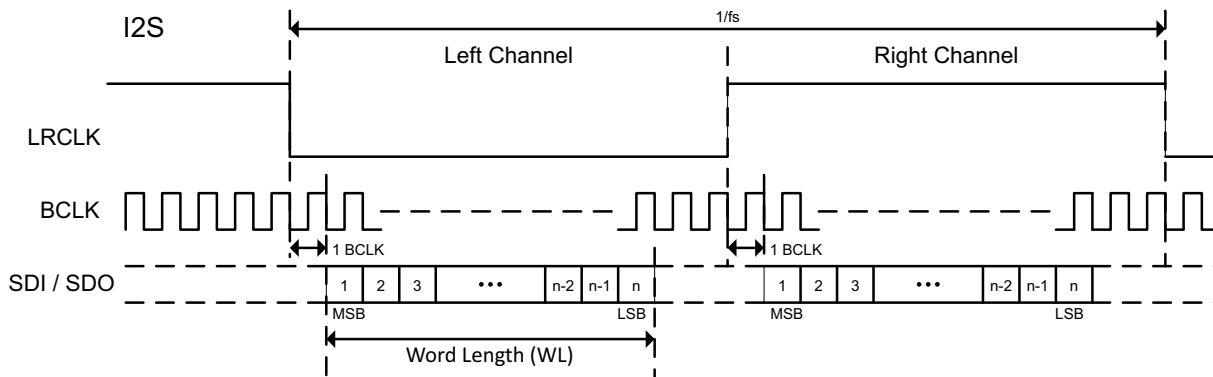 I2S
1/fs
Left Channel Right Channel
LRCLK
BCLK
1 BCLK 1 BCLK
SDI / SDO 1 2 3 ••• n-2 n-1 n 1 2 3 ••• n-2 n-1 n
MSB LSB MSB LSB
Word Length (WL)